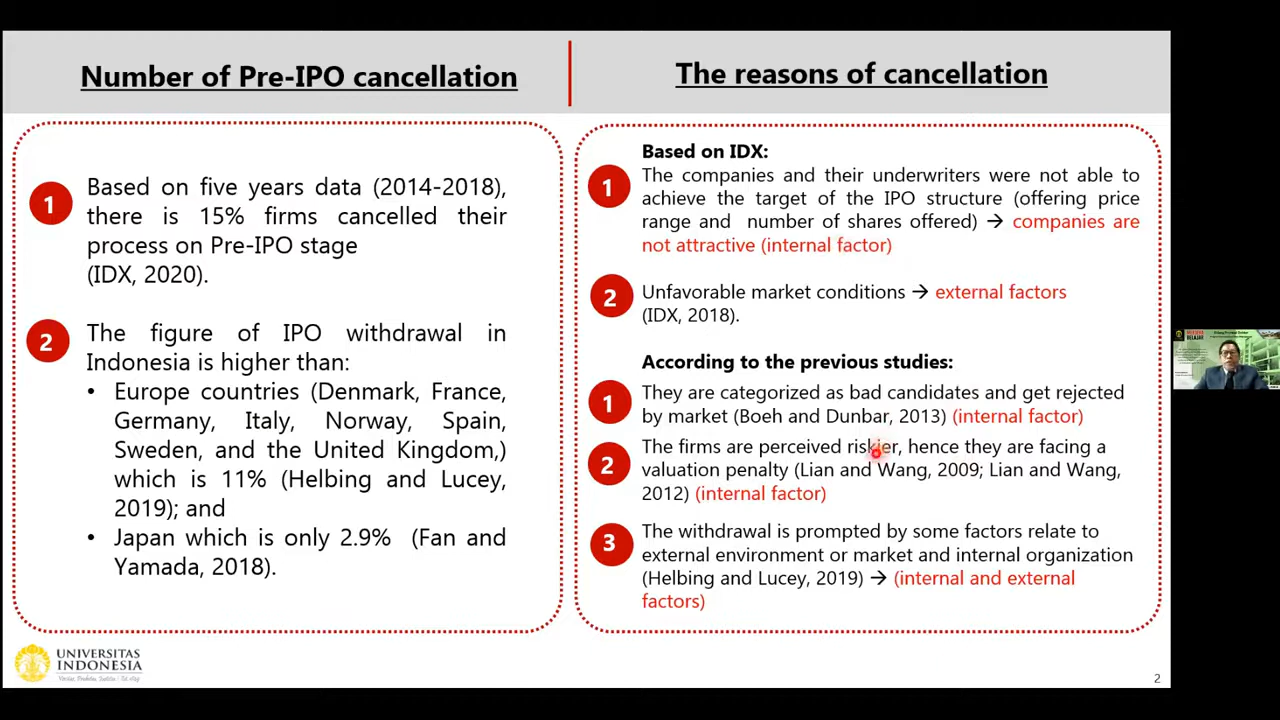 Number of Pre-IPO cancellation
1
Based on five years data (2014-2018),
there is 15% firms cancelled their
process on Pre-IPO stage
(IDX, 2020).
2
The figure of IPO withdrawal in
Indonesia is higher than:
• Europe countries (Denmark, France,
Germany, Italy, Norway, Spain,
Sweden, and the United Kingdom,)
which is 11% (Helbing and Lucey,
2019); and
• Japan which is only 2.9% (Fan and
Yamada, 2018).
The reasons of cancellation
Based on IDX:
1
The companies and their underwriters were not able to
achieve the target of the IPO structure (offering price
range and number of shares offered) → companies are
not attractive (internal factor)
2
Unfavorable market conditions → external factors
(IDX, 2018).
According to the previous studies:
1
They are categorized as bad candidates and get rejected
by market (Boeh and Dunbar, 2013) (internal factor)
2
The firms are perceived riskier, hence they are facing a
valuation penalty (Lian and Wang, 2009; Lian and Wang,
2012) (internal factor)
3
The withdrawal is prompted by some factors relate to
external environment or market and internal organization
(Helbing and Lucey, 2019) → (internal and external
factors)
UNIVERSITAS
INDONESIA
2